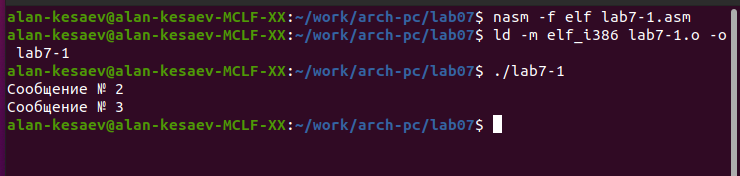 alan-kesaev@alan-kesaev-MCLF-XX:~/work/arch-pc/lab07$ nasm -f elf lab7-1.asm
alan-kesaev@alan-kesaev-MCLF-XX:~/work/arch-pc/lab07$ ld -m elf_i386 lab7-1.o -o
lab7-1
alan-kesaev@alan-kesaev-MCLF-XX:~/work/arch-pc/lab07$ ./lab7-1
Сообщение № 2
Сообщение № 3
alan-kesaev@alan-kesaev-MCLF-XX:~/work/arch-pc/lab07$